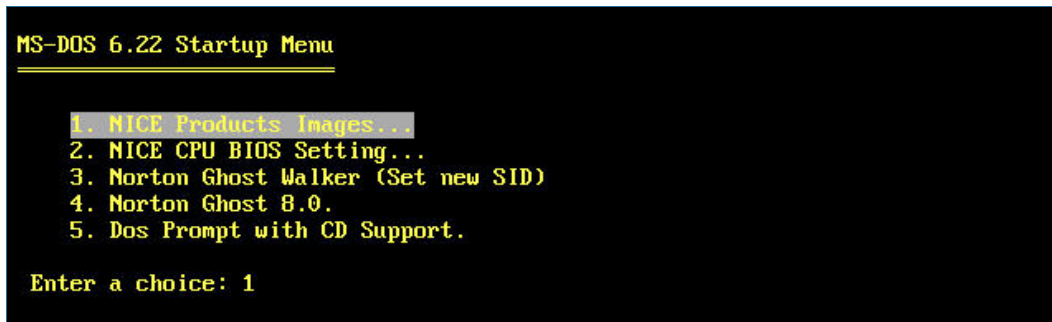 MS-DOS 6.22 Startup Menu
1. NICE Products Images...
2. NICE CPU BIOS Setting...
3. Norton Ghost Walker (Set new SID)
4. Norton Ghost 8.0.
5. Dos Prompt with CD Support.
Enter a choice: 1